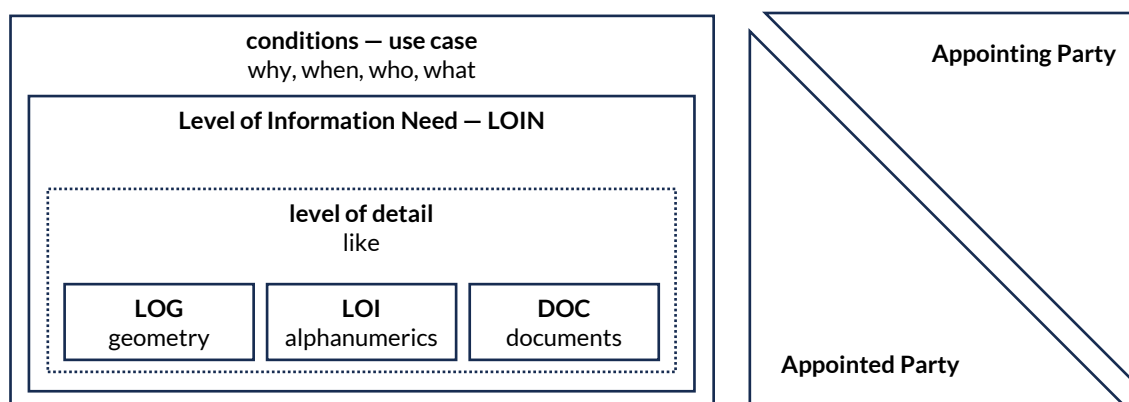 conditions — use case
why, when, who, what
Level of Information Need — LOIN
level of detail
like
LOG
geometry
LOI
alphanumerics
DOC
documents
Appointing Party
Appointed Party